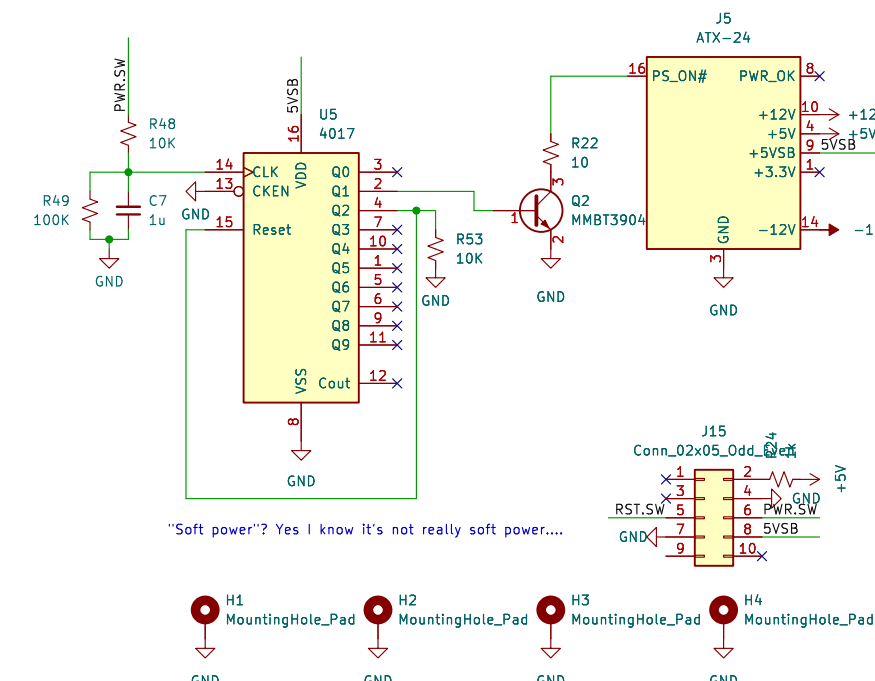 J5
ATX-24
PWR.SW
R48
10K
R49
100K
C7
1u
GND
5VSB
U5
4017
16
VDD
14
CLK
13
CKEN
GND
15
Reset
Q0
3
Q1
2
Q2
4
Q3
7
Q4
10
Q5
1
Q6
5
Q7
6
Q8
9
Q9
11
Cout
12
VSS
8
GND
R53
10K
GND
R22
10
3
1
Q2
MMBT3904
2
GND
16
PS_ON#
PWR_OK
8
+12V
10
+12
+5V
4
+5V
+5VSB
9
5VSB
+3.3V
1
-12V
14
-1
GND
3
GND
J15
Conn_02x05_Odd_Even
R24
1k
+5V
1
2
3
4
GND
RST.SW
5
6
PWR.SW
GND
7
8
5VSB
9
10
"Soft power"? Yes I know it's not really soft power....
H1
MountingHole_Pad
H2
MountingHole_Pad
H3
MountingHole_Pad
H4
MountingHole_Pad
GND
GND
GND
GND